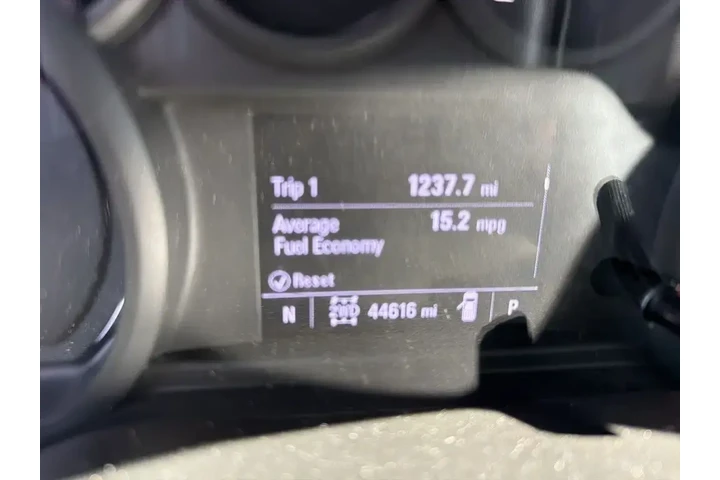 Trip 1 1237.7 mi
Average 15.2 mpg
Fuel Economy
Reset
N 2WD 44616 mi P